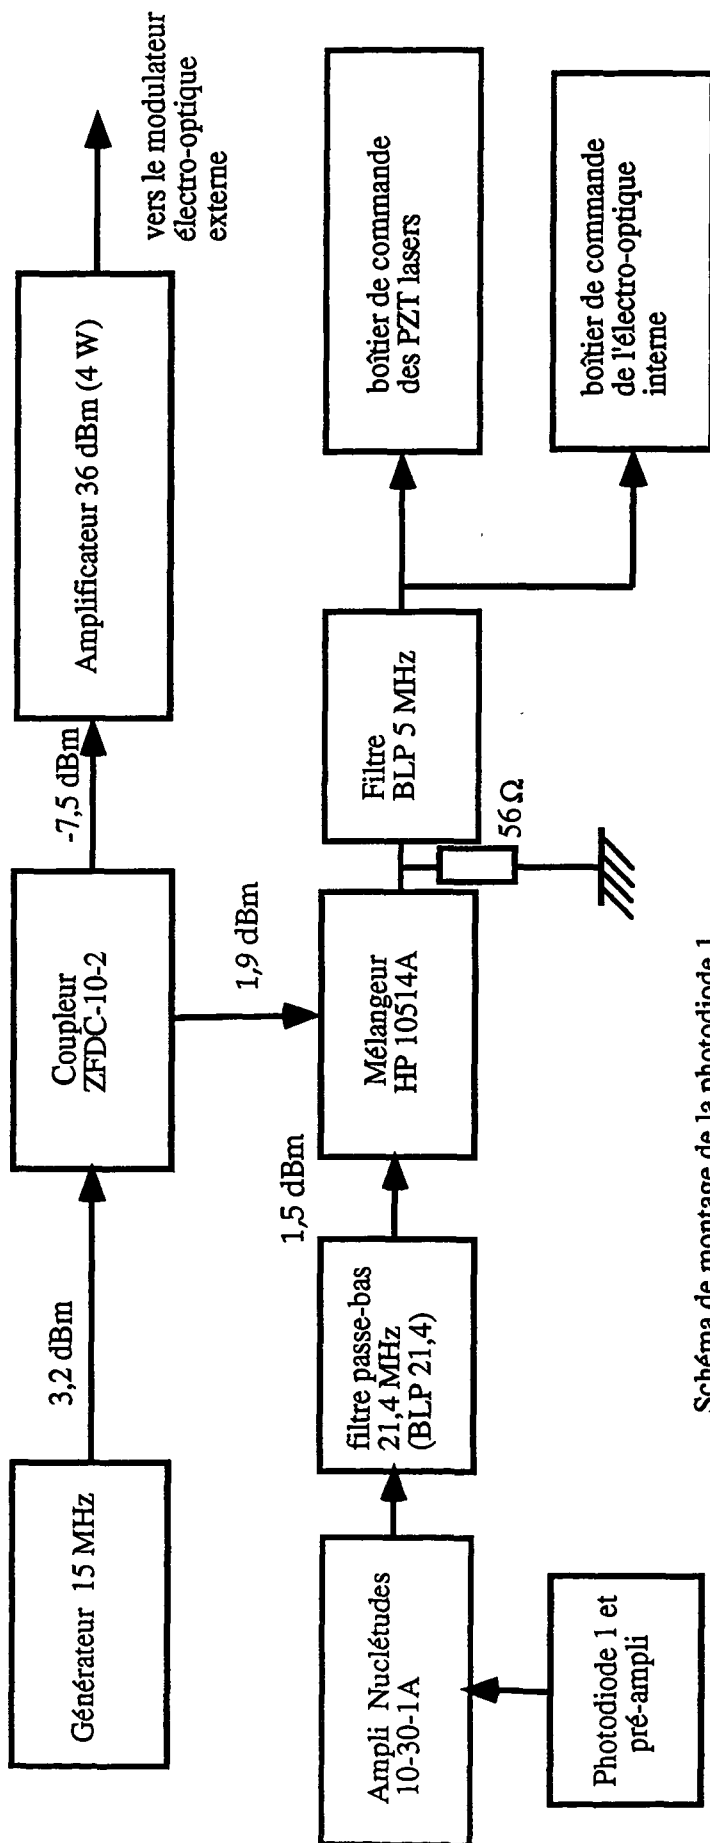 Générateur 15 MHz
3,2 dBm
Coupleur
ZFDC-10-2
-7,5 dBm
Amplificateur 36 dBm (4 W)
vers le modulateur
électro-optique
externe
1,9 dBm
Photodiode 1 et
pré-ampli
Ampli Nuclétudes
10-30-1A
filtre passe-bas
21,4 MHz
(BLP 21,4)
1,5 dBm
Mélangeur
HP 10514A
56 Ω
Filtre
BLP 5 MHz
boîtier de commande
des PZT lasers
boîtier de commande
de l'électro-optique
interne
Schéma de montage de la photodiode 1